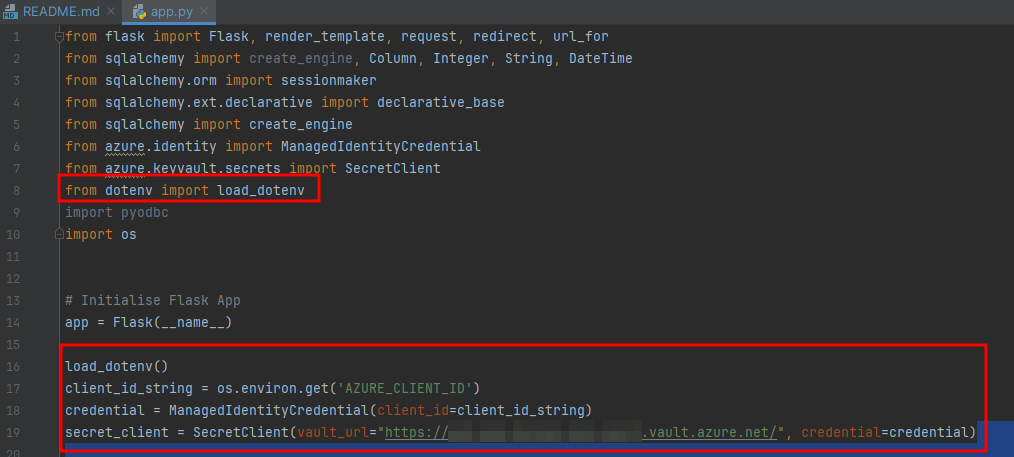 README.md app.py
1 from flask import Flask, render_template, request, redirect, url_for
2 from sqlalchemy import create_engine, Column, Integer, String, DateTime
3 from sqlalchemy.orm import sessionmaker
4 from sqlalchemy.ext.declarative import declarative_base
5 from sqlalchemy import create_engine
6 from azure.identity import ManagedIdentityCredential
7 from azure.keyvault.secrets import SecretClient
8 from dotenv import load_dotenv
9 import pyodbc
10 import os
11
12
13 # Initialise Flask App
14 app = Flask(__name__)
15
16 load_dotenv()
17 client_id_string = os.environ.get('AZURE_CLIENT_ID')
18 credential = ManagedIdentityCredential(client_id=client_id_string)
19 secret_client = SecretClient(vault_url="https:// .vault.azure.net/", credential=credential)
20